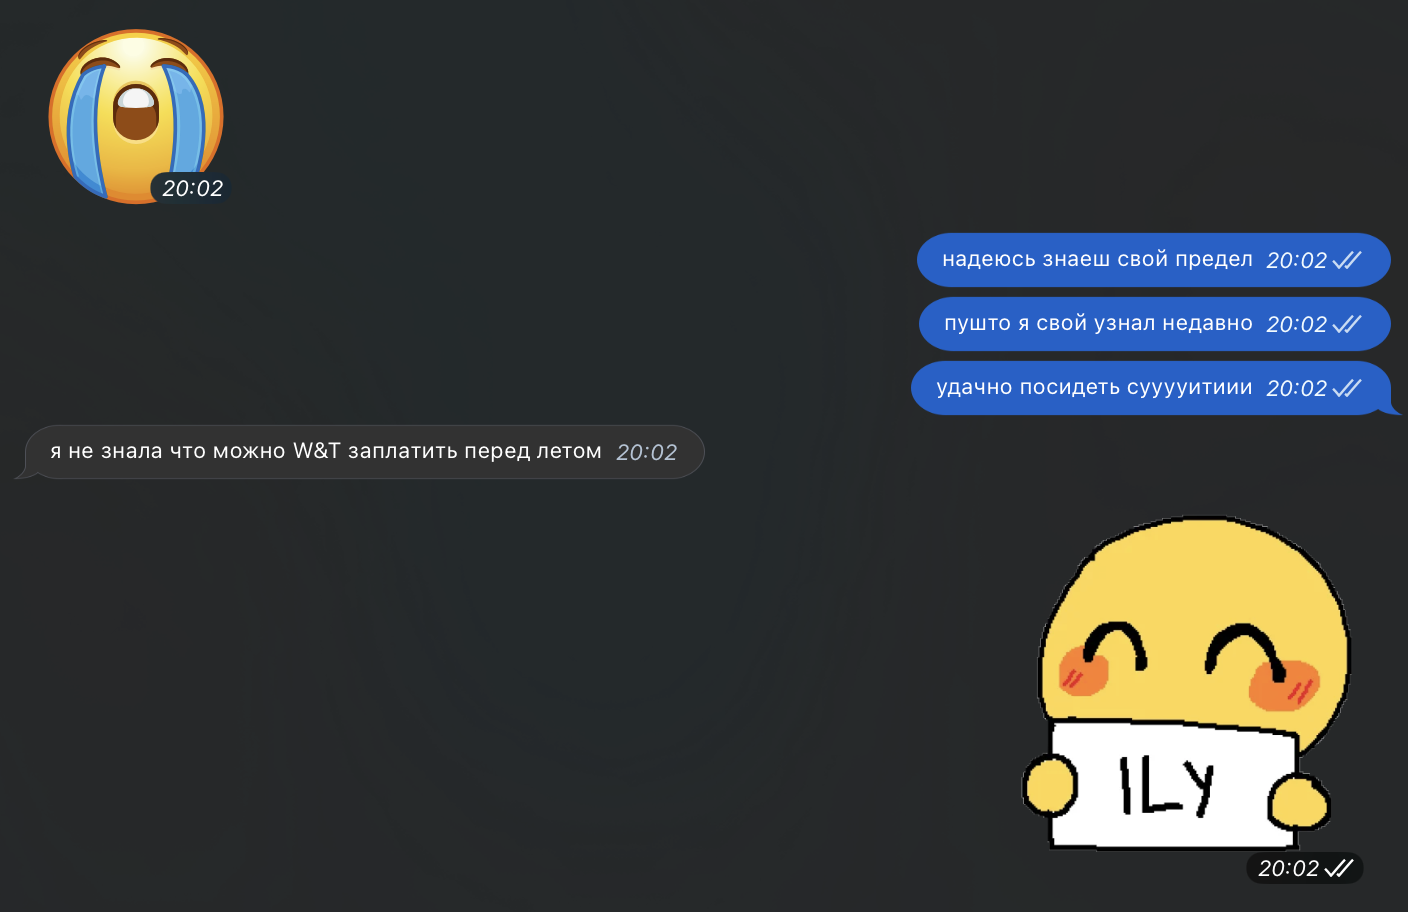 20:02
надеюсь знаеш свой предел 20:02
пушто я свой узнал недавно 20:02
удачно посидеть сууууитиии 20:02
я не знала что можно W&T заплатить перед летом 20:02
ILY
20:02